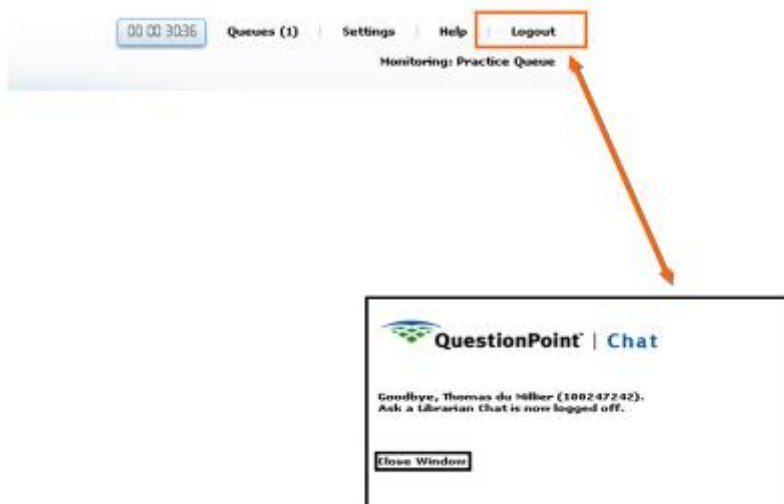 00 00 30:36 Queues (1) | Settings | Help | Logout
Monitoring: Practice Queue
QuestionPoint | Chat
Goodbye, Thomas du Millier (100247242).
Ask a Librarian Chat is now logged off.
Close Window